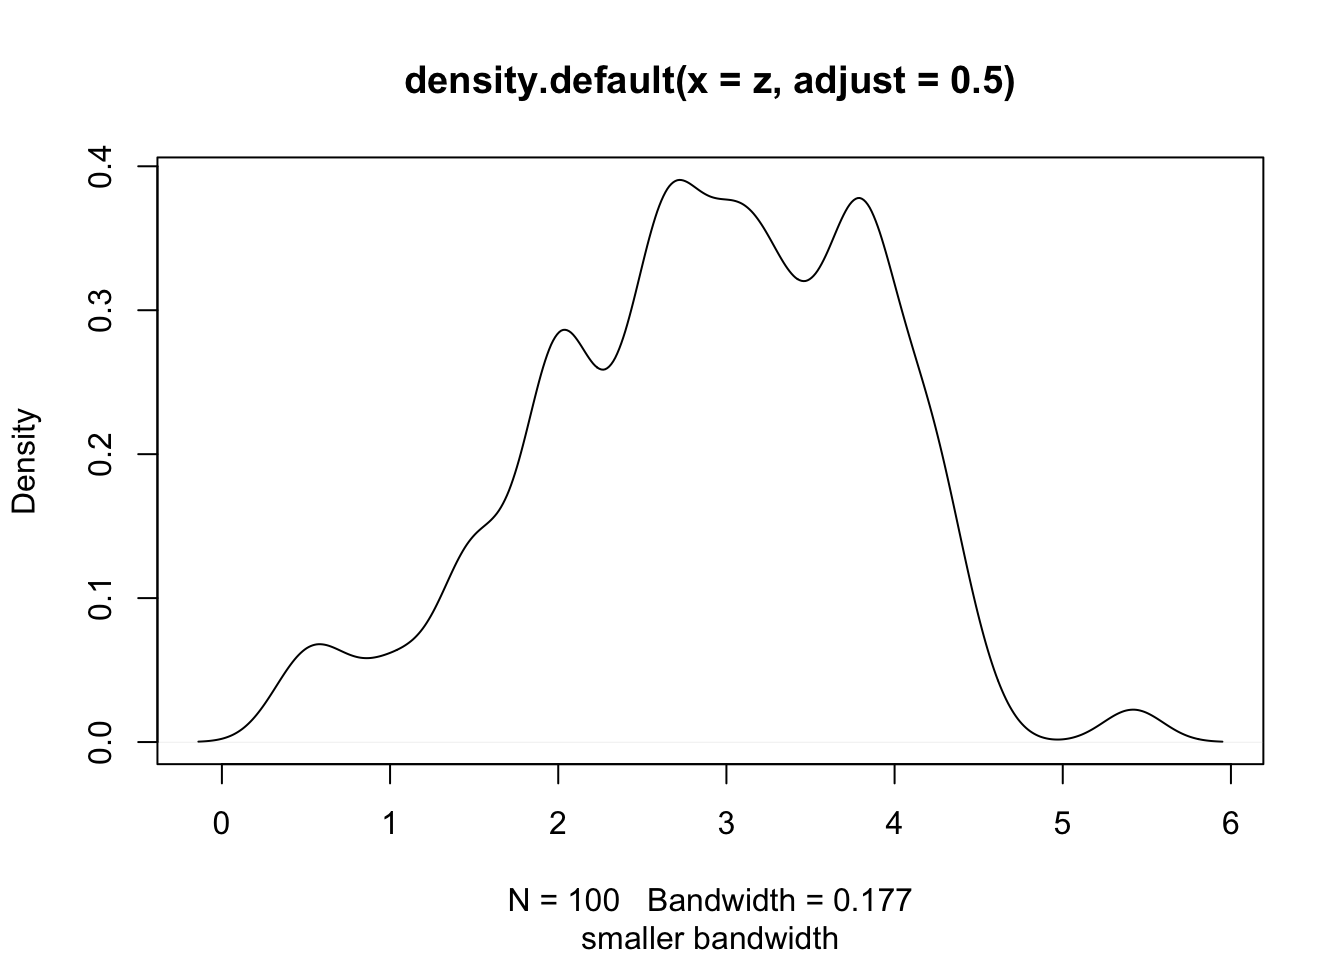 density.default(x = z, adjust = 0.5)
Density
0.4
0.3
0.2
0.1
0.0
0 1 2 3 4 5 6
N = 100 Bandwidth = 0.177
smaller bandwidth